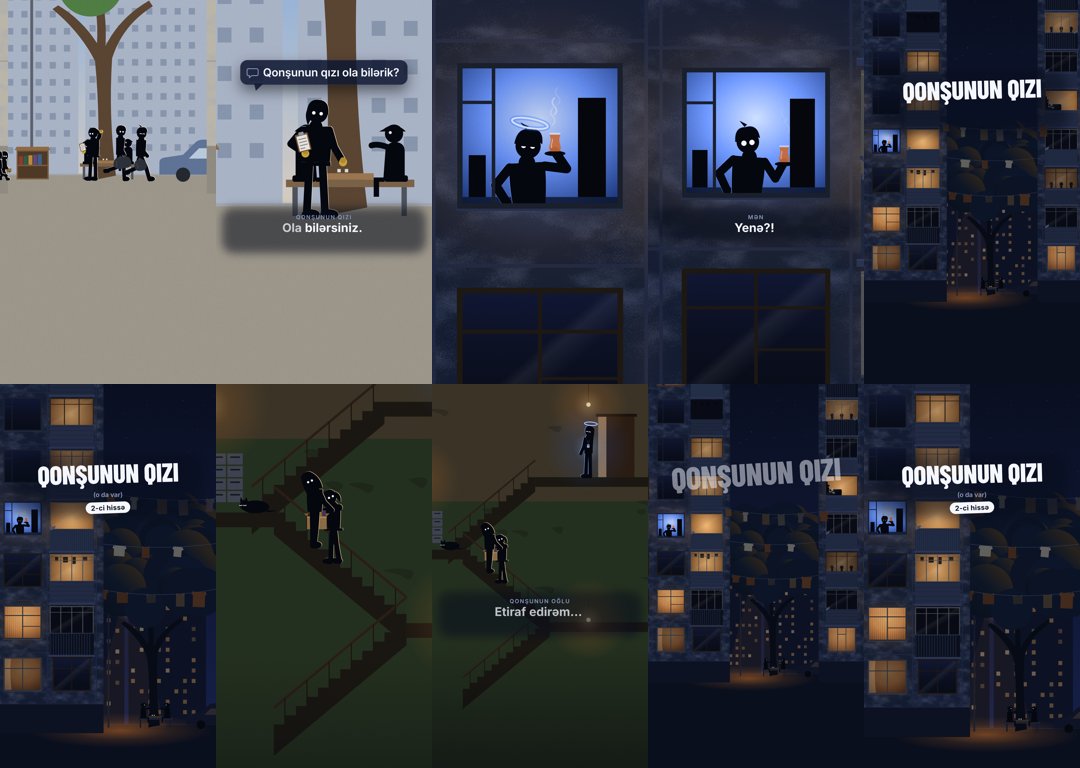 Qonşunun qızı ola bilərik?
QONŞUNUN QIZI
Ola bilərsiniz.
MƏN
Yenə?!
QONŞUNUN QIZI
QONŞUNUN QIZI
(o da var)
2-ci hissə
QONŞUNUN OĞLU
Etiraf edirəm...
QONŞUNUN QIZI
QONŞUNUN QIZI
(o da var)
2-ci hissə